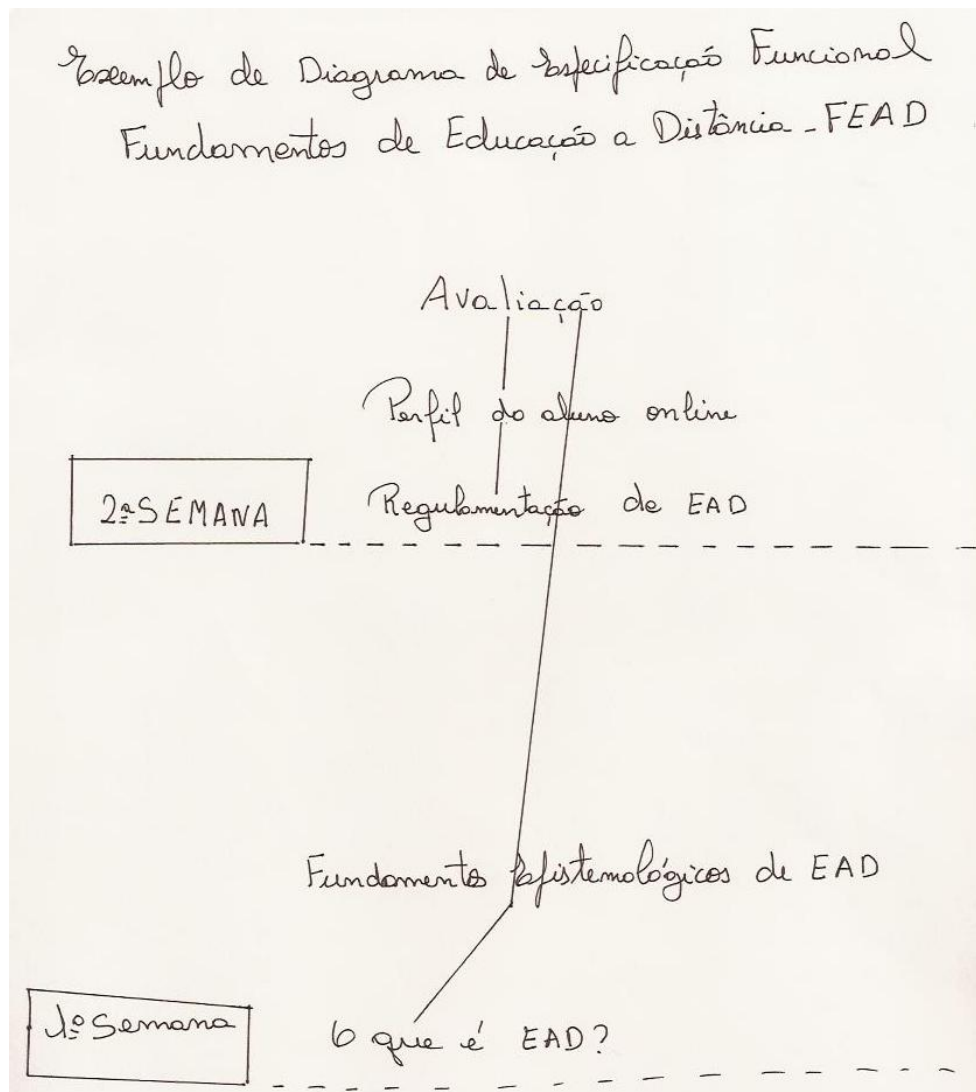 Exemplo de Diagrama de Especificação Funcional
Fundamentos de Educação a Distância - FEAD
Avaliação
Perfil do aluno online
2ª SEMANA
Regulamentação de EAD
Fundamentos Epistemológicos de EAD
1ª Semana
O que é EAD?